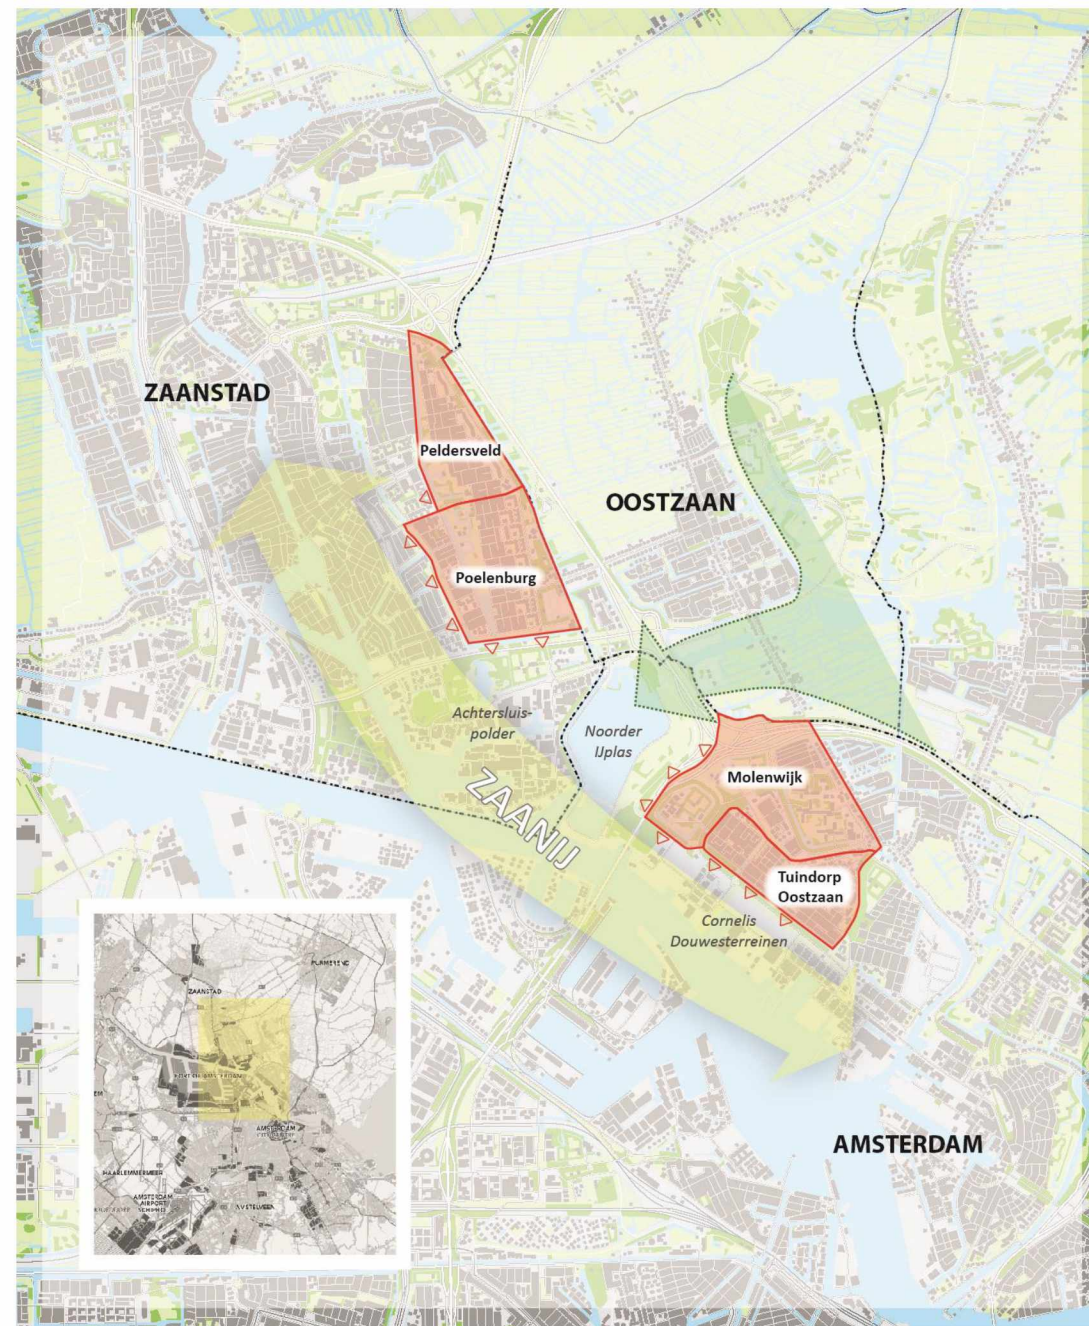 ZAANSTAD
Peldersveld
OOSTZAAN
Poelenburg
Achtersluis-
polder
Noorder
IJplas
Molenwijk
ZAANIJ
Tuindorp
Oostzaan
Cornelis
Douwesterreinen
PURMEREND
ZAANSTAD
AMSTERDAM
HAARLEMMERMEER
AMSTERDAM
AIRPORT
SCHIPHOL
AMSTELVEEN
AMSTERDAM